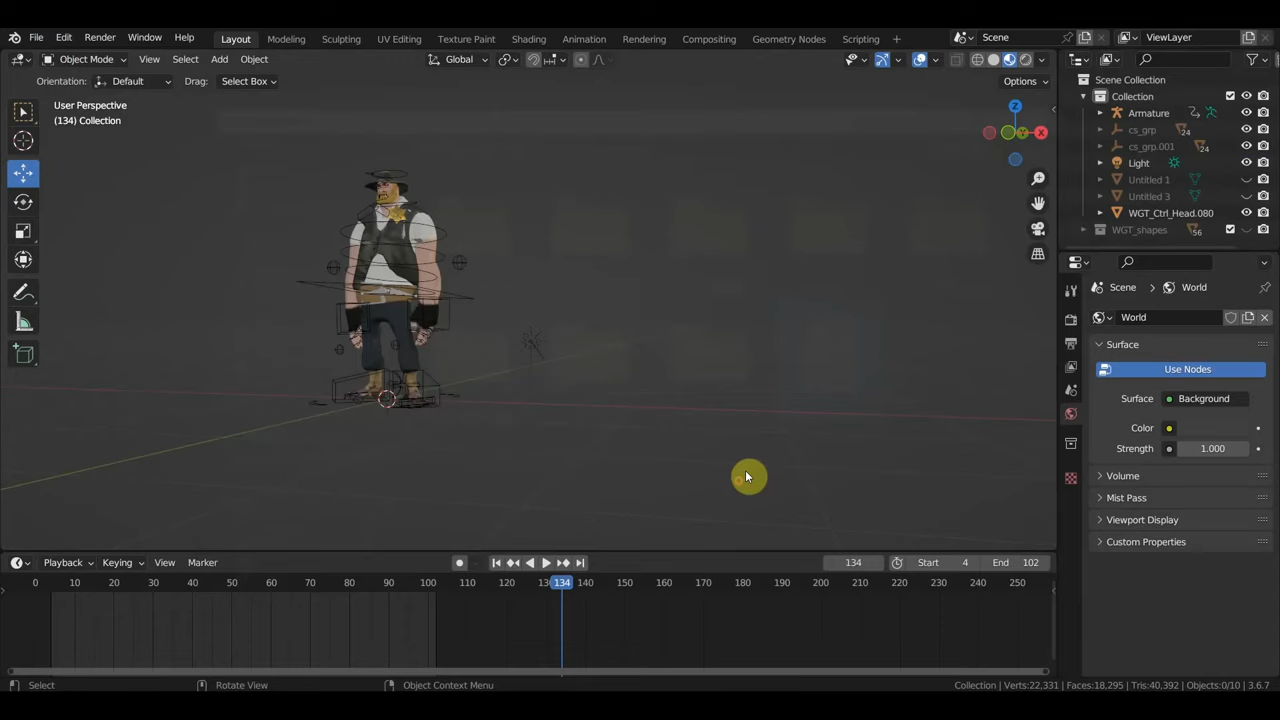 File Edit Render Window Help Layout Modeling Sculpting UV Editing Texture Paint Shading Animation Rendering Compositing Geometry Nodes Scripting + Scene ViewLayer
Object Mode View Select Add Object Global
Orientation: Default Drag: Select Box Options
User Perspective
(134) Collection
Z
X
Scene Collection
Collection
Armature
cs_grp 24
cs_grp.001 24
Light
Untitled 1
Untitled 3
WGT_Ctrl_Head.080
WGT_shapes 56
Scene World
World
Surface
Use Nodes
Surface Background
Color
Strength 1.000
Volume
Mist Pass
Viewport Display
Custom Properties
Playback Keying View Marker 134 Start 4 End 102
0 10 20 30 40 50 60 70 80 90 100 110 120 134 140 150 160 170 180 190 200 210 220 230 240 250
Select Rotate View Object Context Menu Collection | Verts:22,331 | Faces:18,295 | Tris:40,392 | Objects:0/10 | 3.6.7